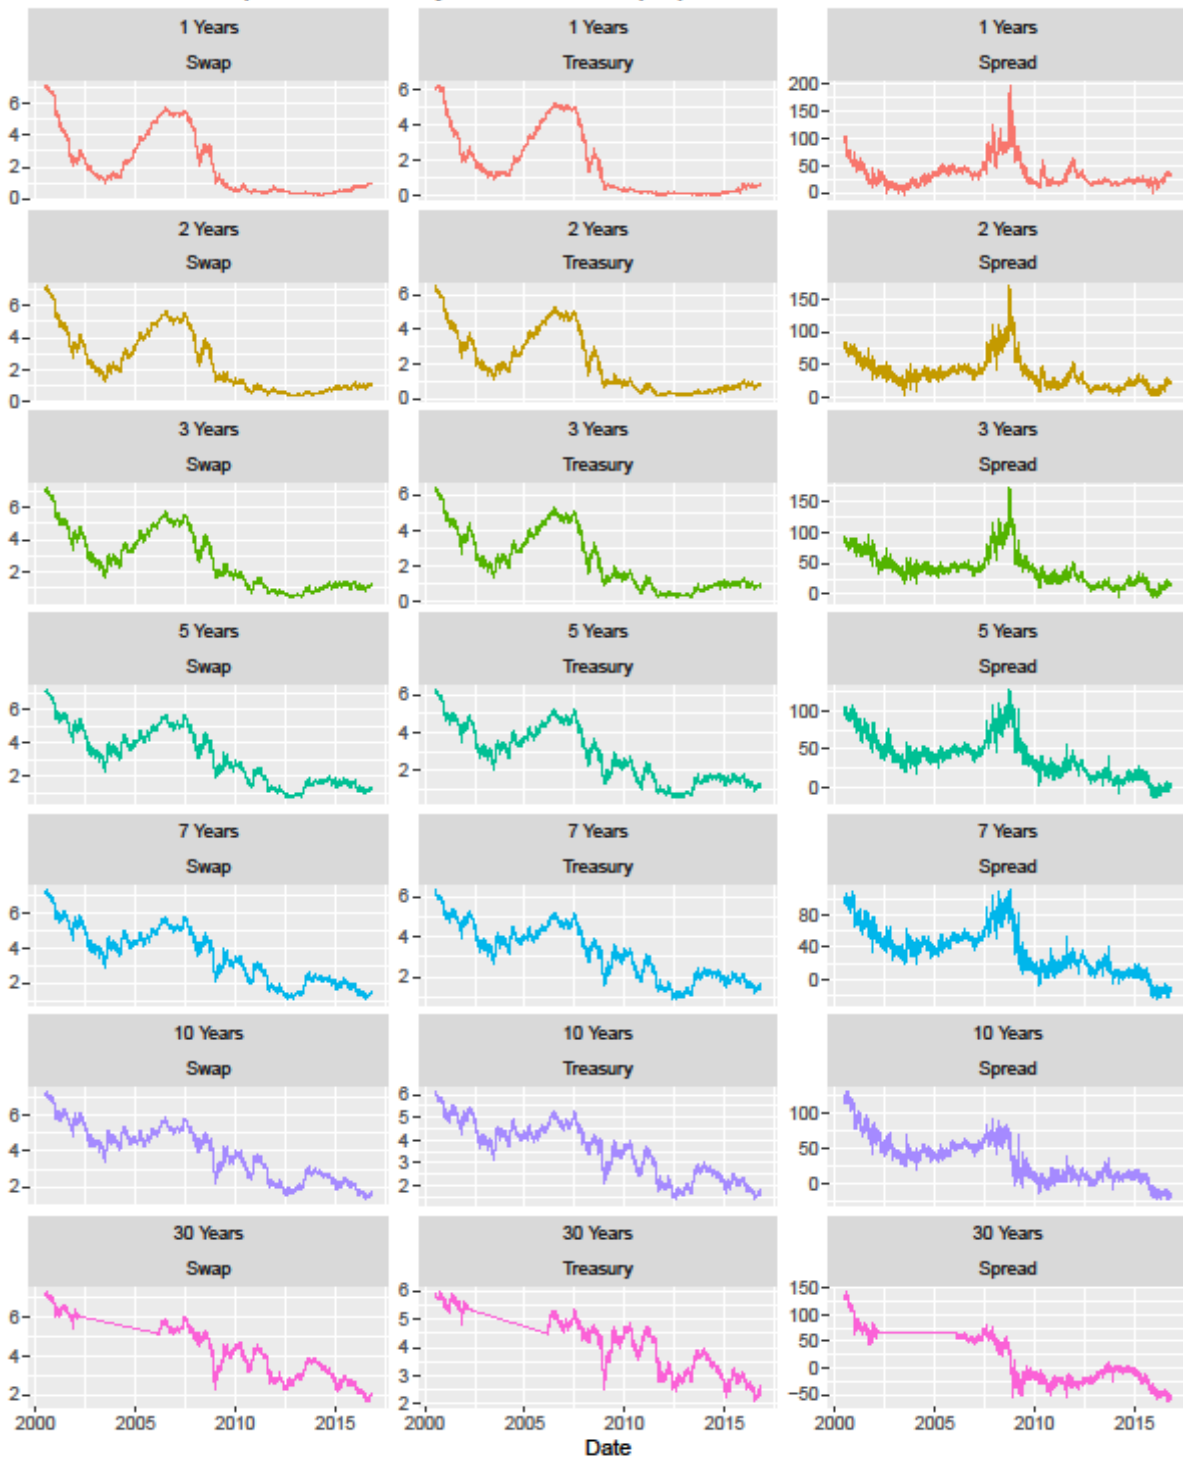 1 Years 1 Years 1 Years
Swap Treasury Spread
6 6 200
4 4 150
2 2 100
0 0 50
0
2 Years 2 Years 2 Years
Swap Treasury Spread
6 6 150
4 4 100
2 2 50
0 0 0
3 Years 3 Years 3 Years
Swap Treasury Spread
6 6 150
4 4 100
2 2 50
0 0
5 Years 5 Years 5 Years
Swap Treasury Spread
6 6 100
4 4 50
2 2 0
7 Years 7 Years 7 Years
Swap Treasury Spread
6 6 80
4 4 40
2 2 0
10 Years 10 Years 10 Years
Swap Treasury Spread
6 6 100
4 5 50
2 4 0
3
2
30 Years 30 Years 30 Years
Swap Treasury Spread
6 6 150
4 5 100
2 4 50
3 0
2 −50
2000 2005 2010 2015 2000 2005 2010 2015 2000 2005 2010 2015
Date